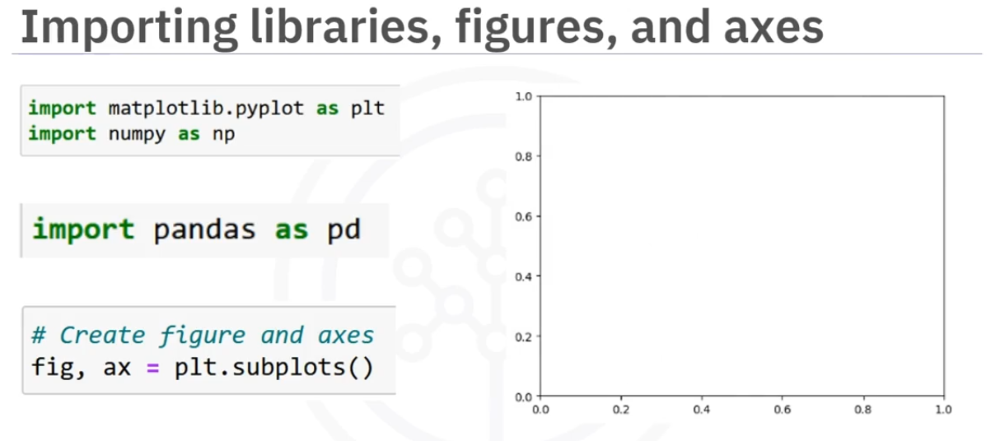 Importing libraries, figures, and axes
import matplotlib.pyplot as plt
import numpy as np
import pandas as pd
# Create figure and axes
fig, ax = plt.subplots()
1.0
0.8
0.6
0.4
0.2
0.0
0.0 0.2 0.4 0.6 0.8 1.0